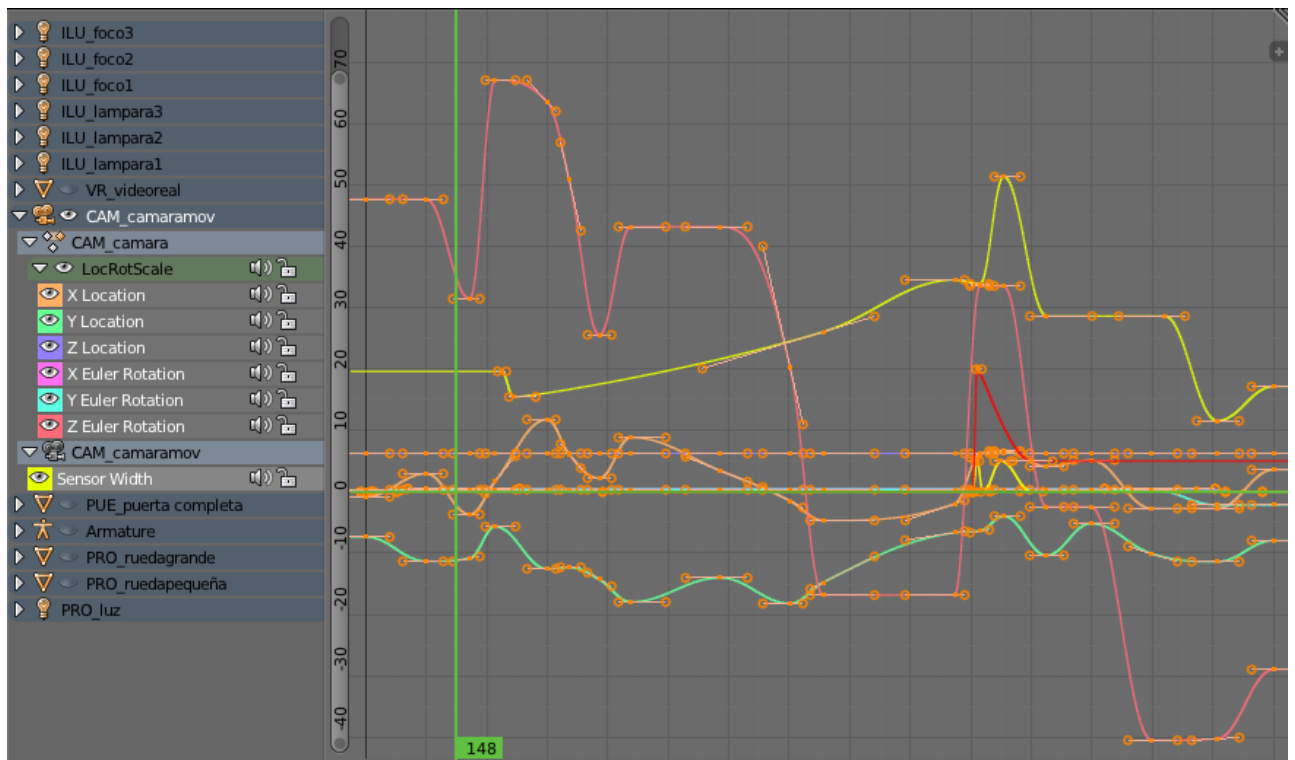 ILU_foco3
ILU_foco2
ILU_foco1
ILU_lampara3
ILU_lampara2
ILU_lampara1
VR_videoreal
CAM_camaramov
CAM_camara
LocRotScale
X Location
Y Location
Z Location
X Euler Rotation
Y Euler Rotation
Z Euler Rotation
CAM_camaramov
Sensor Width
PUE_puerta completa
Armature
PRO_ruedagrande
PRO_ruedapequeña
PRO_luz
70
60
50
40
30
20
10
0
-10
-20
-30
-40
148